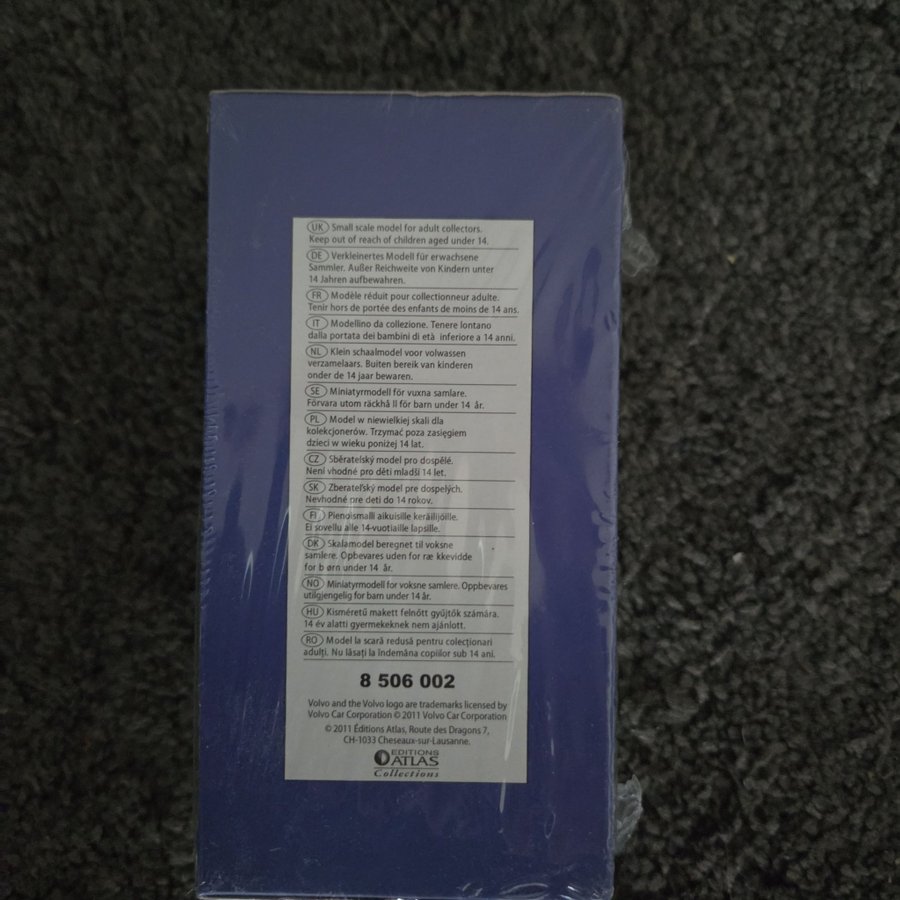 UK Small scale model for adult collectors.
Keep out of reach of children aged under 14.
DE Verkleinertes Modell für erwachsene
Sammler. Außer Reichweite von Kindern unter
14 Jahren aufbewahren.
FR Modèle réduit pour collectionneur adulte.
Tenir hors de portée des enfants de moins de 14 ans.
IT Modellino da collezione. Tenere lontano
dalla portata dei bambini di età inferiore a 14 anni.
NL Klein schaalmodel voor volwassen
verzamelaars. Buiten bereik van kinderen
onder de 14 jaar bewaren.
SE Miniatyrmodell för vuxna samlare.
Förvara utom räckhå ll för barn under 14 år.
PL Model w niewielkiej skali dla
kolekcjonerów. Trzymać poza zasięgiem
dzieci w wieku poniżej 14 lat.
CZ Sběratelský model pro dospělé.
Není vhodné pro děti mladší 14 let.
SK Zberateľský model pre dospelých.
Nevhodné pre deti do 14 rokov.
FI Pienoismalli aikuisille keräilijöille.
Ei sovellu alle 14-vuotiaille lapsille.
DK Skalamodel beregnet til voksne
samlere. Opbevares uden for ræ kkevidde
for b ørn under 14 år.
NO Miniatyrmodell for voksne samlere. Oppbevares
utilgjengelig for barn under 14 år.
HU Kisméretű makett felnőtt gyűjtők számára.
14 év alatti gyermekeknek nem ajánlott.
RO Model la scară redusă pentru colecționari
adulți. Nu lăsați la îndemâna copiilor sub 14 ani.
8 506 002
Volvo and the Volvo logo are trademarks licensed by
Volvo Car Corporation © 2011 Volvo Car Corporation
© 2011 Éditions Atlas, Route des Dragons 7,
CH-1033 Cheseaux-sur-Lausanne.
EDITIONS
ATLAS
Collections